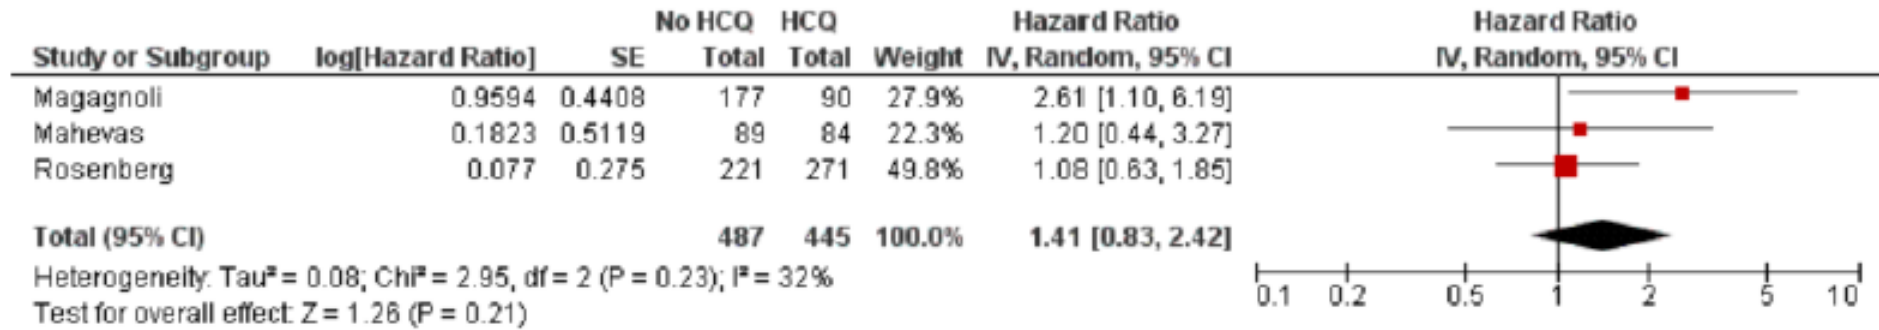 No HCQ HCQ Hazard Ratio Hazard Ratio
Study or Subgroup log[Hazard Ratio] SE Total Total Weight IV, Random, 95% CI IV, Random, 95% CI
Magagnoli 0.9594 0.4408 177 90 27.9% 2.61 [1.10, 6.19]
Mahevas 0.1823 0.5119 89 84 22.3% 1.20 [0.44, 3.27]
Rosenberg 0.077 0.275 221 271 49.8% 1.08 [0.63, 1.85]
Total (95% CI) 487 445 100.0% 1.41 [0.83, 2.42]
Heterogeneity: Tau² = 0.08; Chi² = 2.95, df = 2 (P = 0.23); I² = 32%
Test for overall effect: Z = 1.26 (P = 0.21)
0.1 0.2 0.5 1 2 5 10